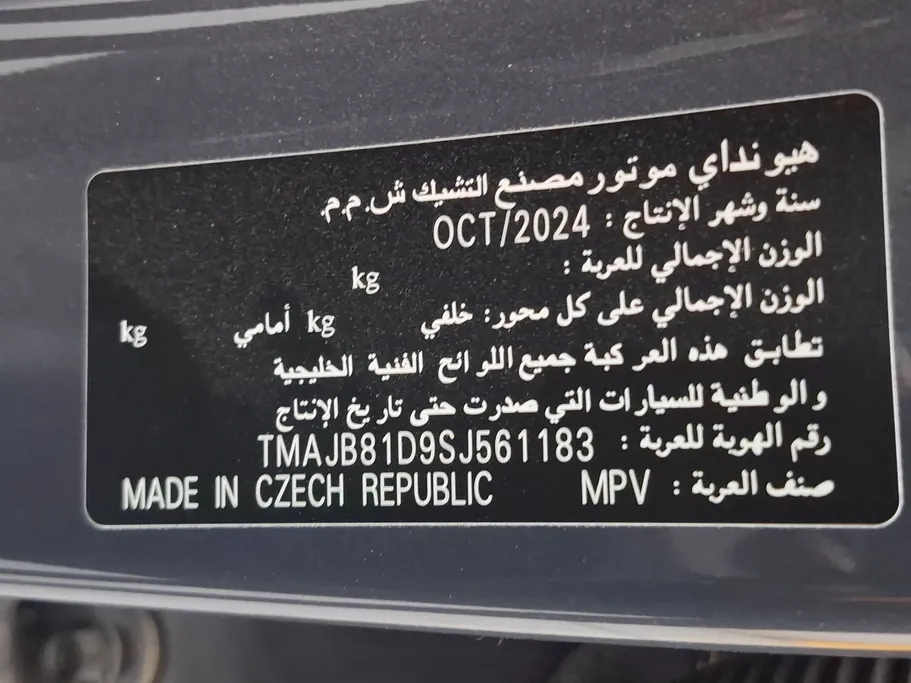 هيونداي موتور مصنع التشيك ش.م.م.
سنة وشهر الإنتاج : OCT/2024
الوزن الإجمالي للعربة : kg
الوزن الإجمالي على كل محور: خلفي kg أمامي kg
تطابق هذه العركبة جميع اللوائح الفنية الخليجية
والوطنية للسيارات التي صدرت حتى تاريخ الإنتاج
رقم الهوية للعربة : TMAJB81D9SJ561183
صنف العربة : MPV MADE IN CZECH REPUBLIC